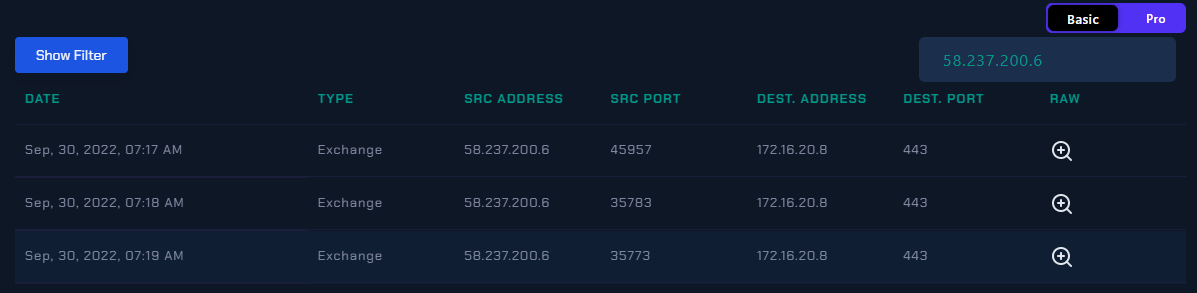 Basic Pro
Show Filter
58.237.200.6
DATE TYPE SRC ADDRESS SRC PORT DEST. ADDRESS DEST. PORT RAW
Sep, 30, 2022, 07:17 AM Exchange 58.237.200.6 45957 172.16.20.8 443
Sep, 30, 2022, 07:18 AM Exchange 58.237.200.6 35783 172.16.20.8 443
Sep, 30, 2022, 07:19 AM Exchange 58.237.200.6 35773 172.16.20.8 443